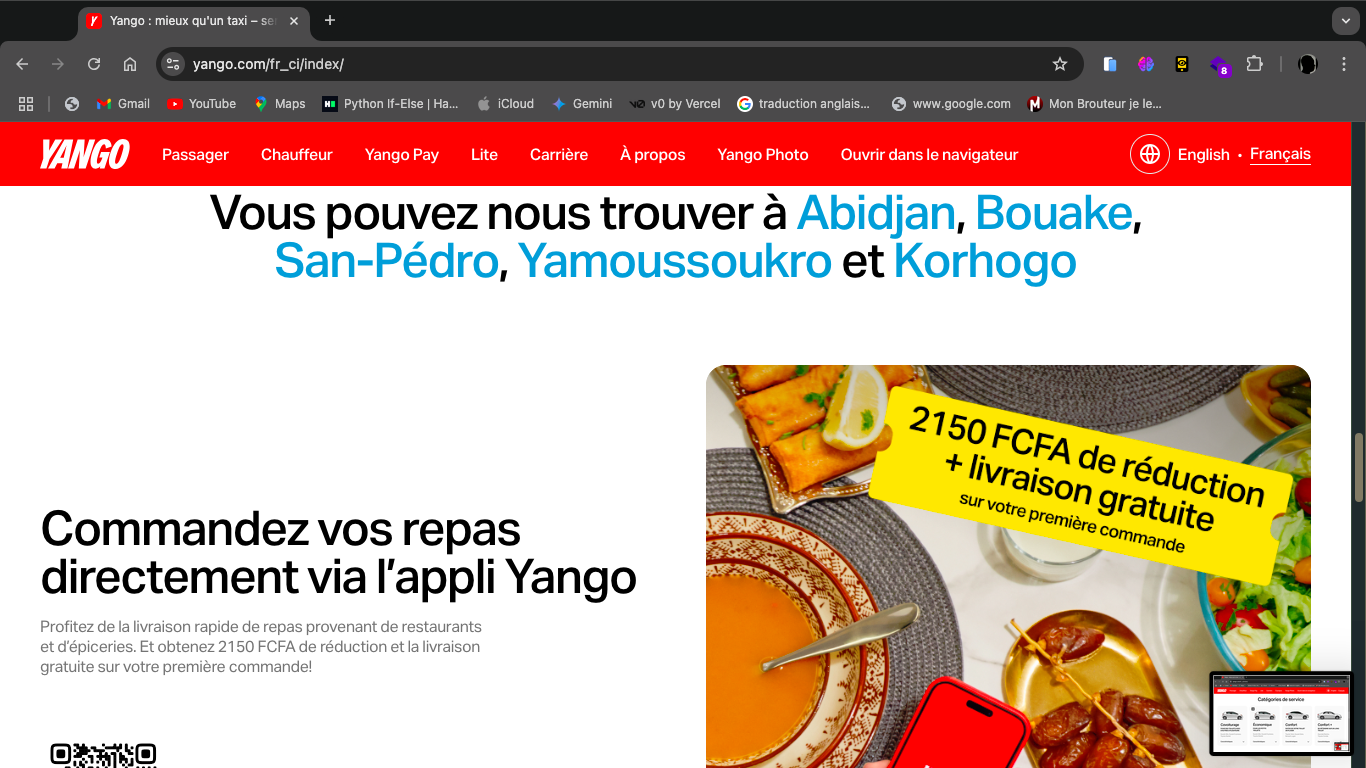 Yango : mieux qu'un taxi – se
yango.com/fr_ci/index/
8
Gmail
YouTube
Maps
Python If-Else | Ha...
iCloud
Gemini
v0 by Vercel
traduction anglais...
www.google.com
Mon Brouteur je le...
YANGO
Passager
Chauffeur
Yango Pay
Lite
Carrière
À propos
Yango Photo
Ouvrir dans le navigateur
English • Français
Vous pouvez nous trouver à Abidjan, Bouake,
San-Pédro, Yamoussoukro et Korhogo
2150 FCFA de réduction
+ livraison gratuite
sur votre première commande
Commandez vos repas
directement via l'appli Yango
Profitez de la livraison rapide de repas provenant de restaurants
et d'épiceries. Et obtenez 2150 FCFA de réduction et la livraison
gratuite sur votre première commande!
Catégories de service
Économique
Confort
Confort +